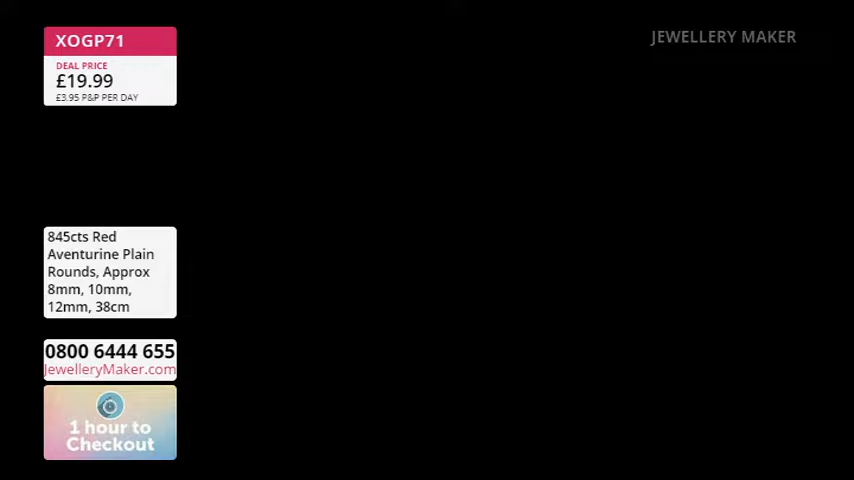 XOGP71
JEWELLERY MAKER
DEAL PRICE
£19.99
£3.95 P&P PER DAY
845cts Red
Aventurine Plain
Rounds, Approx
8mm, 10mm,
12mm, 38cm
0800 6444 655
JewelleryMaker.com
1 hour to
Checkout